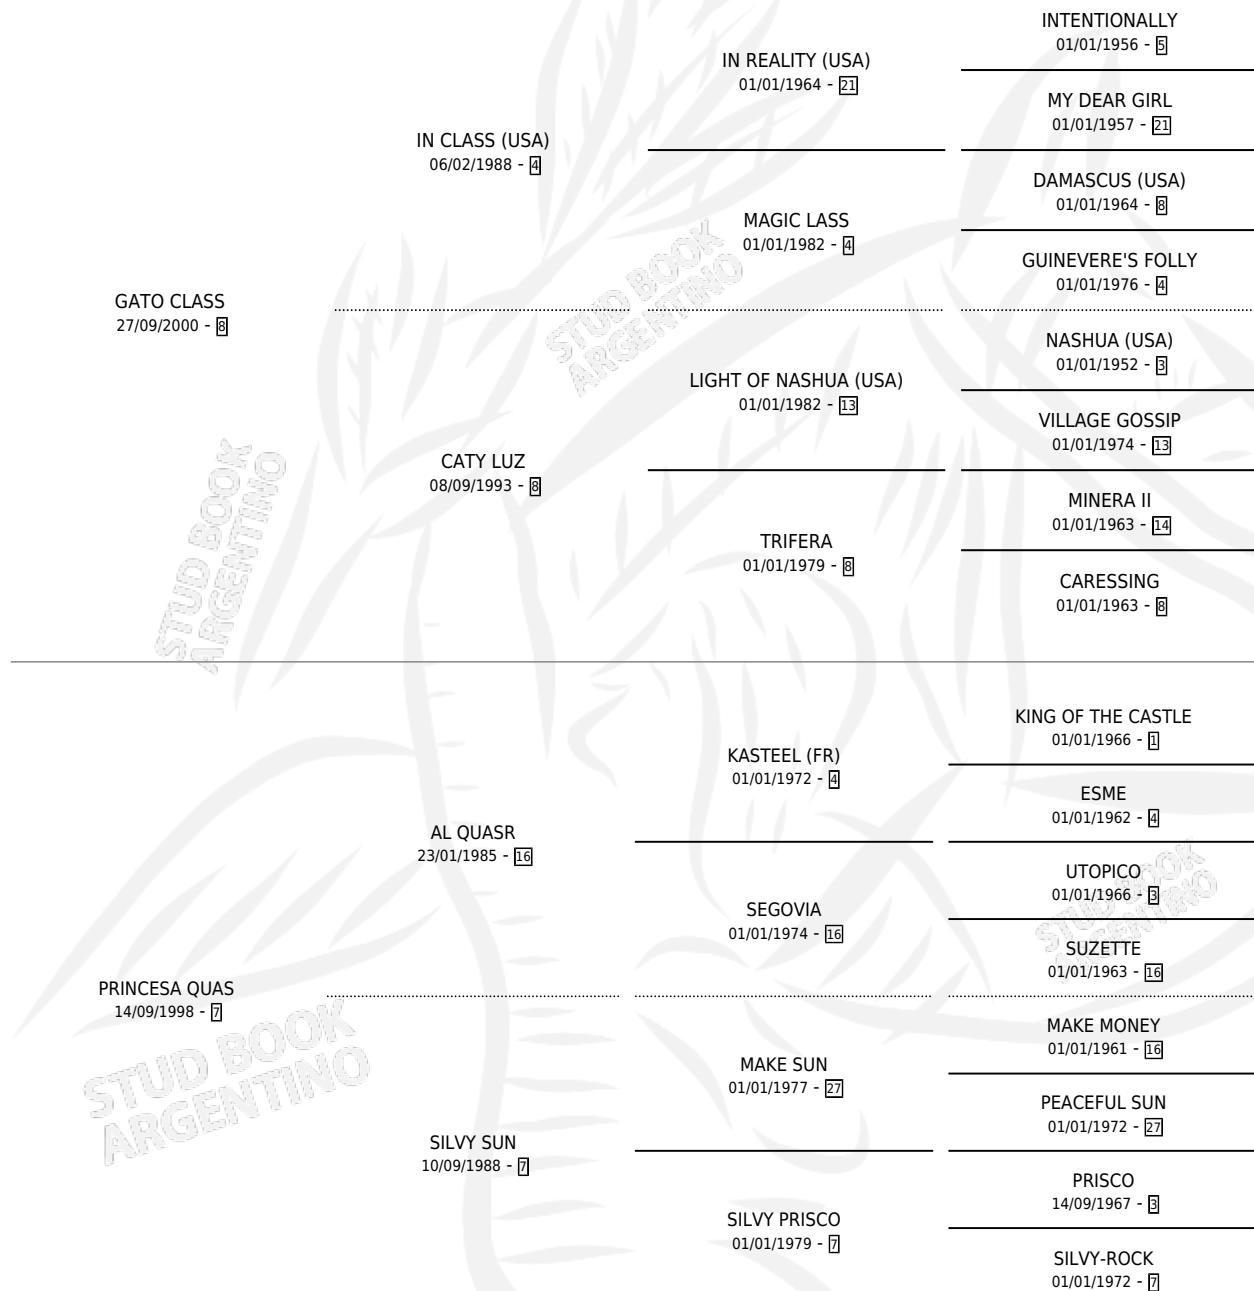 INTENTIONALLY
01/01/1956 - 5
IN REALITY (USA)
01/01/1964 - 21
MY DEAR GIRL
01/01/1957 - 21
IN CLASS (USA)
06/02/1988 - 4
DAMASCUS (USA)
01/01/1964 - 8
MAGIC LASS
01/01/1982 - 4
GUINEVERE'S FOLLY
01/01/1976 - 4
GATO CLASS
27/09/2000 - 8
NASHUA (USA)
01/01/1952 - 3
LIGHT OF NASHUA (USA)
01/01/1982 - 13
VILLAGE GOSSIP
01/01/1974 - 13
CATY LUZ
08/09/1993 - 8
MINERA II
01/01/1963 - 14
TRIFERA
01/01/1979 - 8
CARESSING
01/01/1963 - 8
KING OF THE CASTLE
01/01/1966 - 1
KASTEEL (FR)
01/01/1972 - 4
ESME
01/01/1962 - 4
AL QUASR
23/01/1985 - 16
UTOPICO
01/01/1966 - 3
SEGOVIA
01/01/1974 - 16
SUZETTE
01/01/1963 - 16
PRINCESA QUAS
14/09/1998 - 7
MAKE MONEY
01/01/1961 - 16
MAKE SUN
01/01/1977 - 27
PEACEFUL SUN
01/01/1972 - 27
SILVY SUN
10/09/1988 - 7
PRISCO
14/09/1967 - 3
SILVY PRISCO
01/01/1979 - 7
SILVY-ROCK
01/01/1972 - 7
STUD BOOK
ARGENTINO
STUD BOOK
ARGENTINO
STUD BOOK
ARGENTINO
STUD BOOK
ARGENTINO